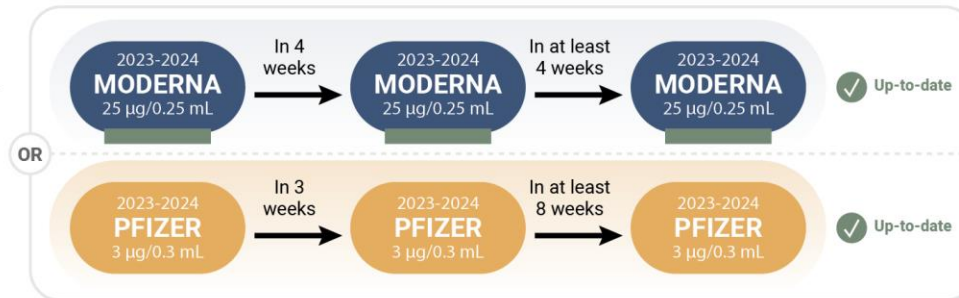 2023-2024
MODERNA
25 µg/0.25 mL
In 4
weeks
2023-2024
MODERNA
25 µg/0.25 mL
In at least
4 weeks
2023-2024
MODERNA
25 µg/0.25 mL
Up-to-date
OR
2023-2024
PFIZER
3 µg/0.3 mL
In 3
weeks
2023-2024
PFIZER
3 µg/0.3 mL
In at least
8 weeks
2023-2024
PFIZER
3 µg/0.3 mL
Up-to-date